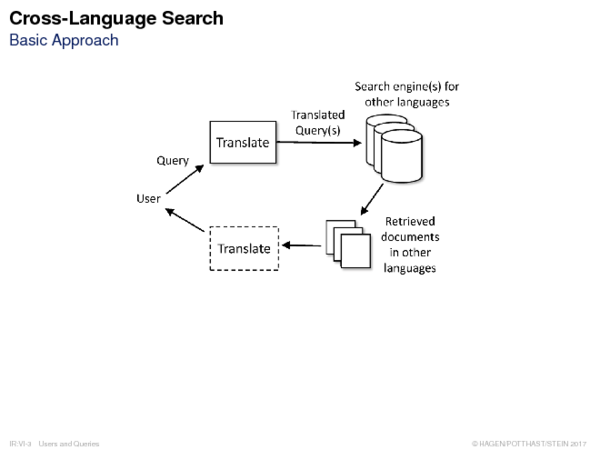 Cross-Language Search
Basic Approach
Search engine(s) for
other languages
Translated
Query(s)
Translate
Query
User
Retrieved
documents
in other
languages
Translate
IR:VI-3 Users and Queries
© HAGEN/POTTHAST/STEIN 2017